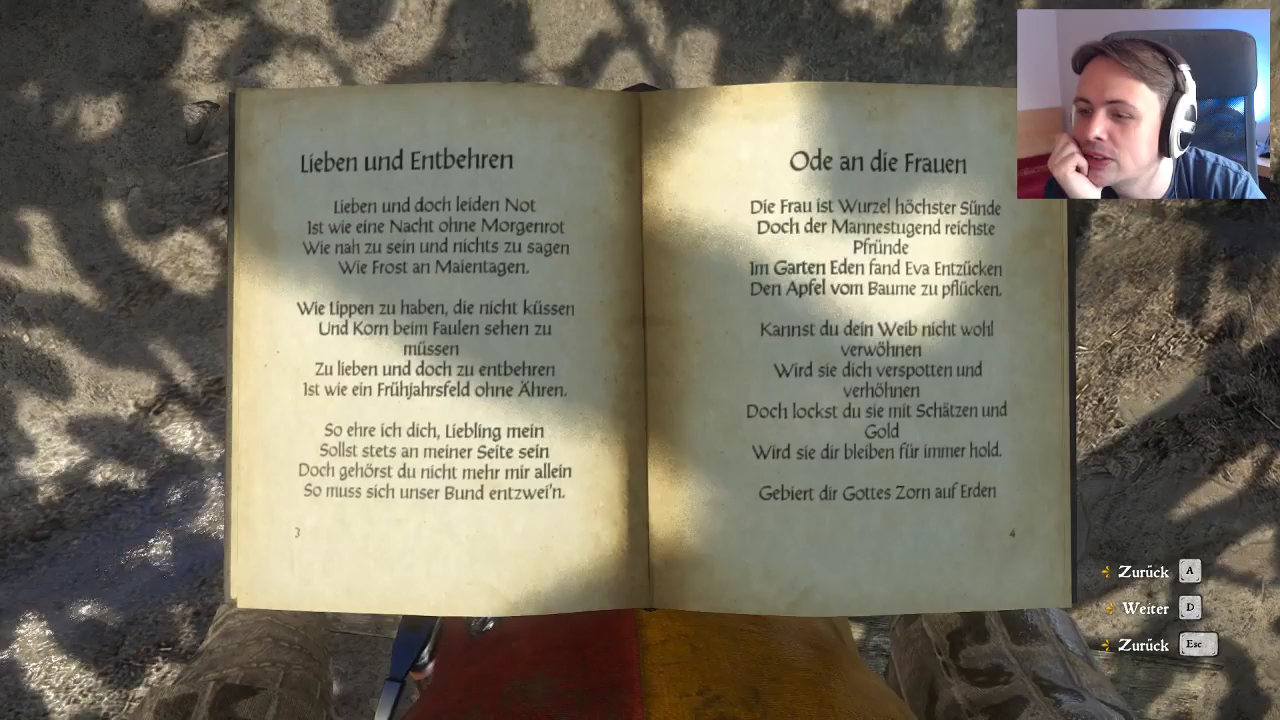 Lieben und Entbehren
Lieben und doch leiden Not
Ist wie eine Nacht ohne Morgenrot
Wie nah zu sein und nichts zu sagen
Wie Frost an Maientagen.
Wie Lippen zu haben, die nicht küssen
Und Korn beim Faulen sehen zu
müssen
Zu lieben und doch zu entbehren
Ist wie ein Frühjahrsfeld ohne Ähren.
So ehre ich dich, Liebling mein
Sollst stets an meiner Seite sein
Doch gehörst du nicht mehr mir allein
So muss sich unser Bund entzwei'n.
3
Ode an die Frauen
Die Frau ist Wurzel höchster Sünde
Doch der Mannestugend reichste
Pfründe
Im Garten Eden fand Eva Entzücken
Den Apfel vom Baume zu pflücken.
Kannst du dein Weib nicht wohl
verwöhnen
Wird sie dich verspotten und
verhöhnen
Doch lockst du sie mit Schätzen und
Gold
Wird sie dir bleiben für immer hold.
Gebiert dir Gottes Zorn auf Erden
4
Zurück A
Weiter D
Zurück Esc